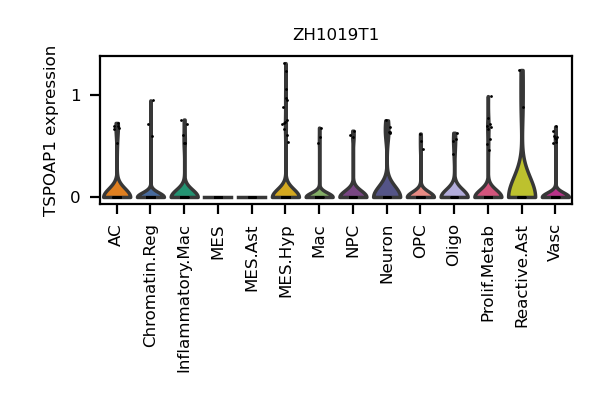 ZH1019T1
TSPOAP1 expression
1
0
AC
Chromatin.Reg
Inflammatory.Mac
MES
MES.Ast
MES.Hyp
Mac
NPC
Neuron
OPC
Oligo
Prolif.Metab
Reactive.Ast
Vasc